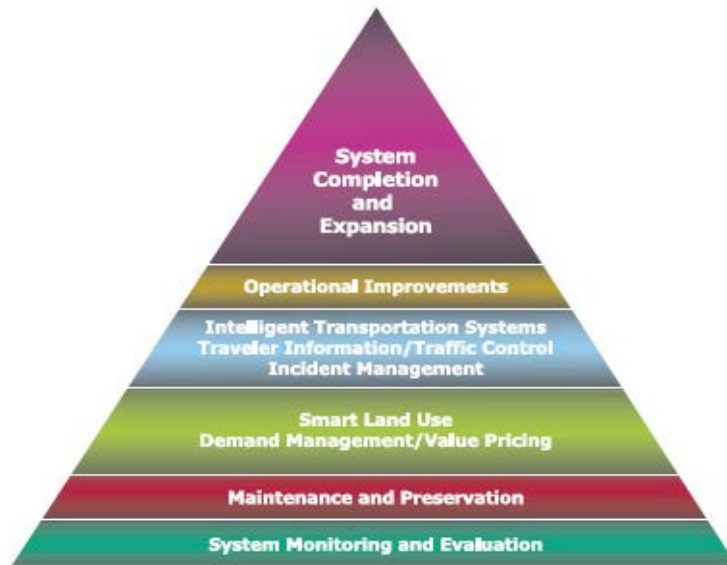 System
Completion
and
Expansion
Operational Improvements
Intelligent Transportation Systems
Traveler Information/Traffic Control
Incident Management
Smart Land Use
Demand Management/Value Pricing
Maintenance and Preservation
System Monitoring and Evaluation